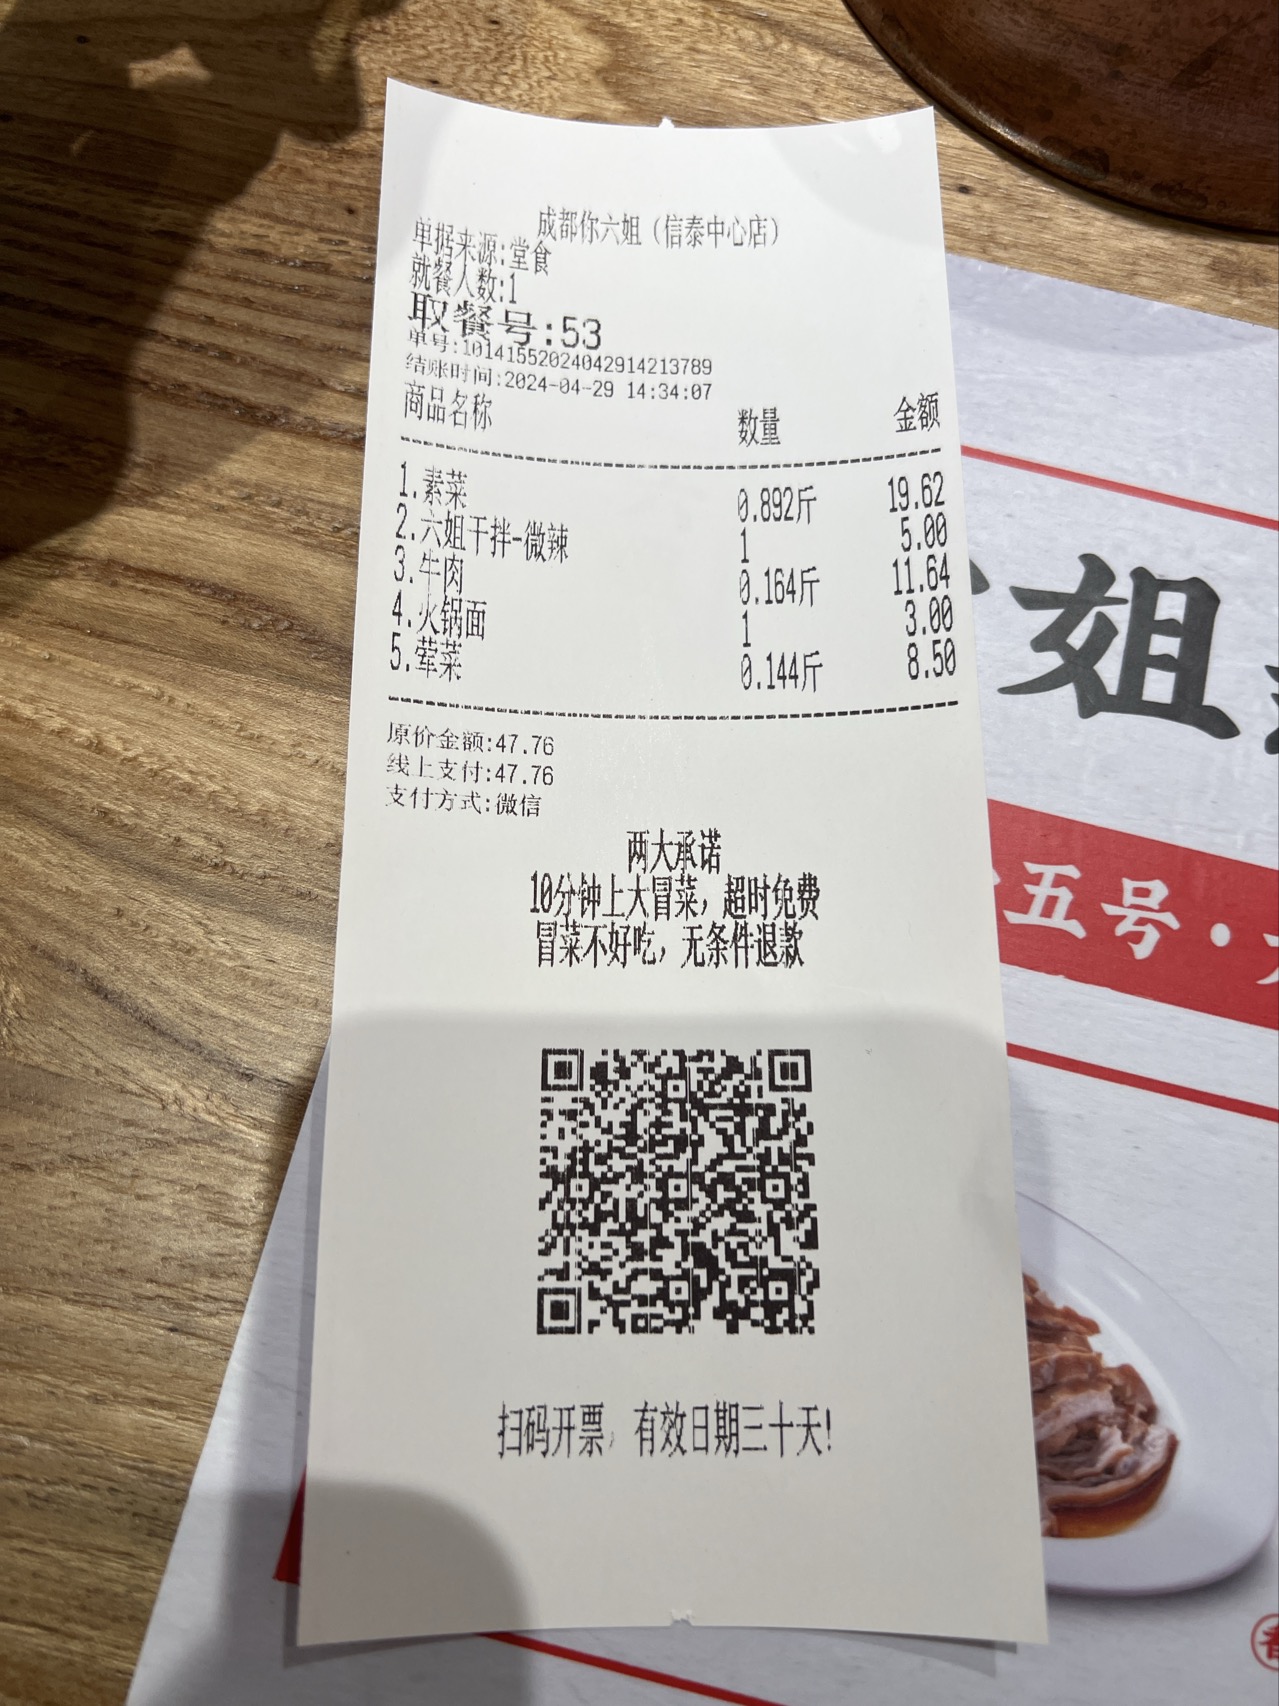 成都你六姐（信泰中心店）
单据来源:堂食
就餐人数:1
取餐号:53
单号:10141552024042914213789
结账时间:2024-04-29 14:34:07
商品名称 数量 金额
1.素菜 0.892斤 19.62
2.六姐干拌-微辣 1 5.00
3.牛肉 0.164斤 11.64
4.火锅面 1 3.00
5.荤菜 0.144斤 8.50
原价金额:47.76
线上支付:47.76
支付方式:微信
两大承诺
10分钟上大冒菜，超时免费
冒菜不好吃，无条件退款
扫码开票，有效日期三十天!
姐
五号·